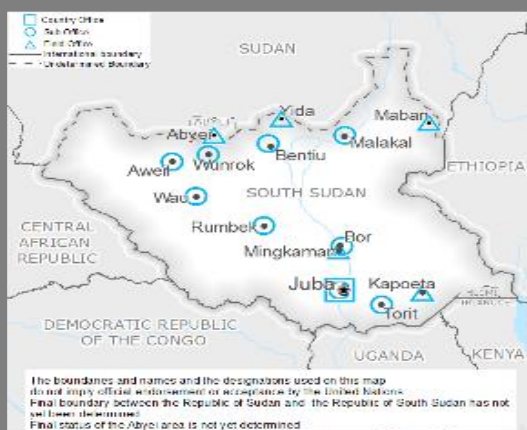 Country Office
Sub Office
Field Office
International boundary
Undetermined Boundary
SUDAN
Yida
Maban
Abyei
Malakal
Bentiu
Wunrok
Aweil
ETHIOPIA
Wau
SOUTH SUDAN
CENTRAL
AFRICAN
REPUBLIC
Rumbek
Bor
Mingkaman
Juba
Kapoeta
Torit
DEMOCRATIC REPUBLIC
OF THE CONGO
UGANDA
KENYA
The boundaries and names and the designations used on this map
do not imply official endorsement or acceptance by the United Nations
Final boundary between the Republic of Sudan and the Republic of South Sudan has not
yet been determined
Final status of the Abyei area is not yet determined